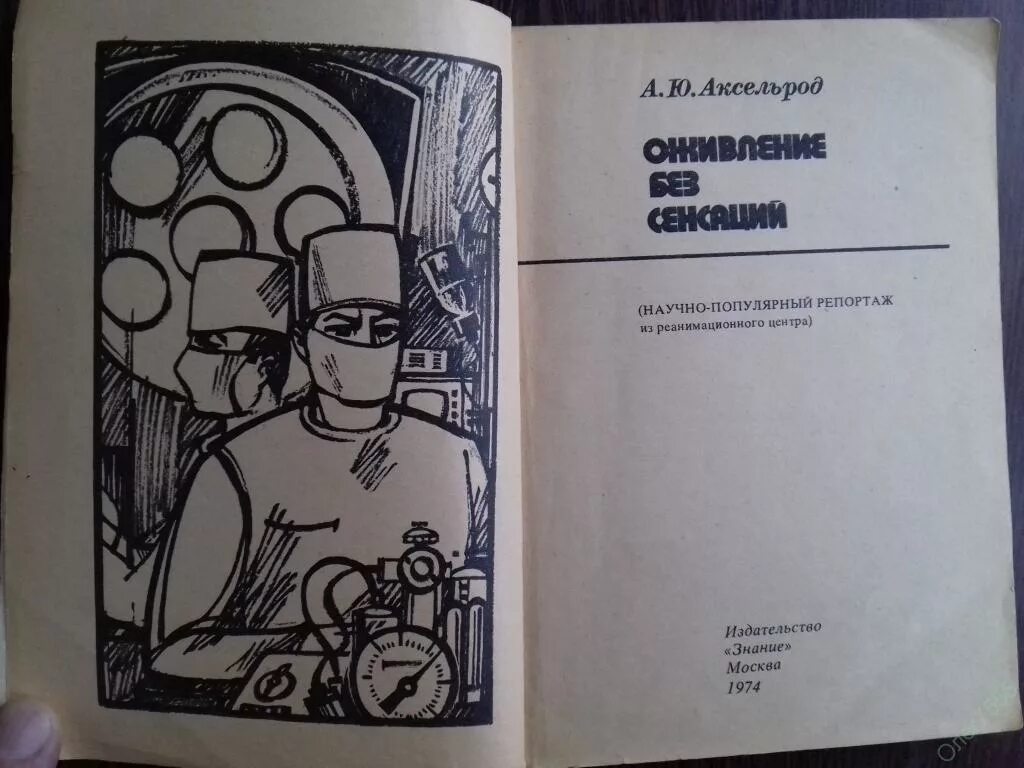 А. Ю. Аксельрод
ОЖИВЛЕНИЕ
БЕЗ
СЕНСАЦИЙ
(НАУЧНО-ПОПУЛЯРНЫЙ РЕПОРТАЖ
из реанимационного центра)
Издательство
«Знание»
Москва
1974